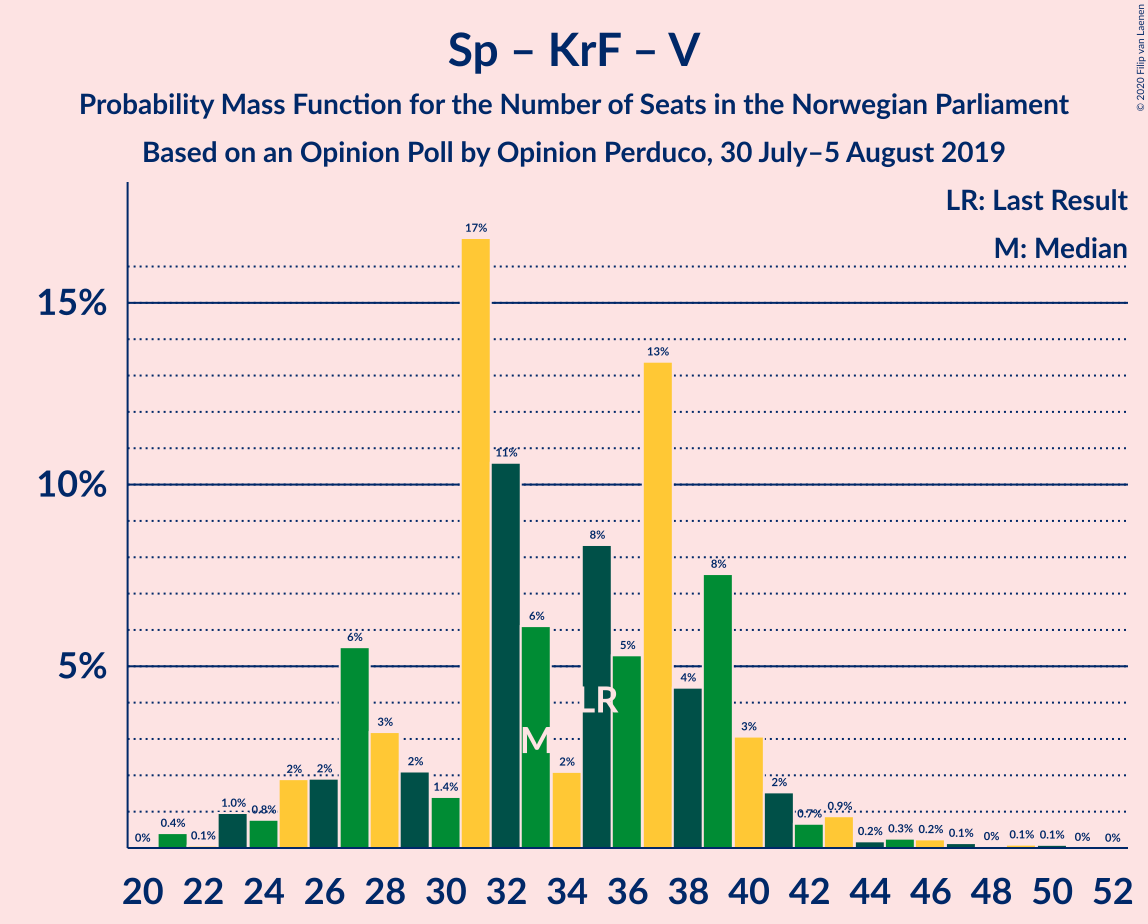 Sp – KrF – V
Probability Mass Function for the Number of Seats in the Norwegian Parliament
Based on an Opinion Poll by Opinion Perduco, 30 July–5 August 2019
© 2020 Filip van Laenen
LR: Last Result
M: Median
15%
10%
5%
0% 0.4% 0.1% 1.0% 0.8% 2% 2% 6% 3% 2% 1.4% 17% 11% 6% 2% 8% 5% 13% 4% 8% 3% 2% 0.7% 0.9% 0.2% 0.3% 0.2% 0.1% 0% 0.1% 0.1% 0% 0%
LR
M
20 22 24 26 28 30 32 34 36 38 40 42 44 46 48 50 52